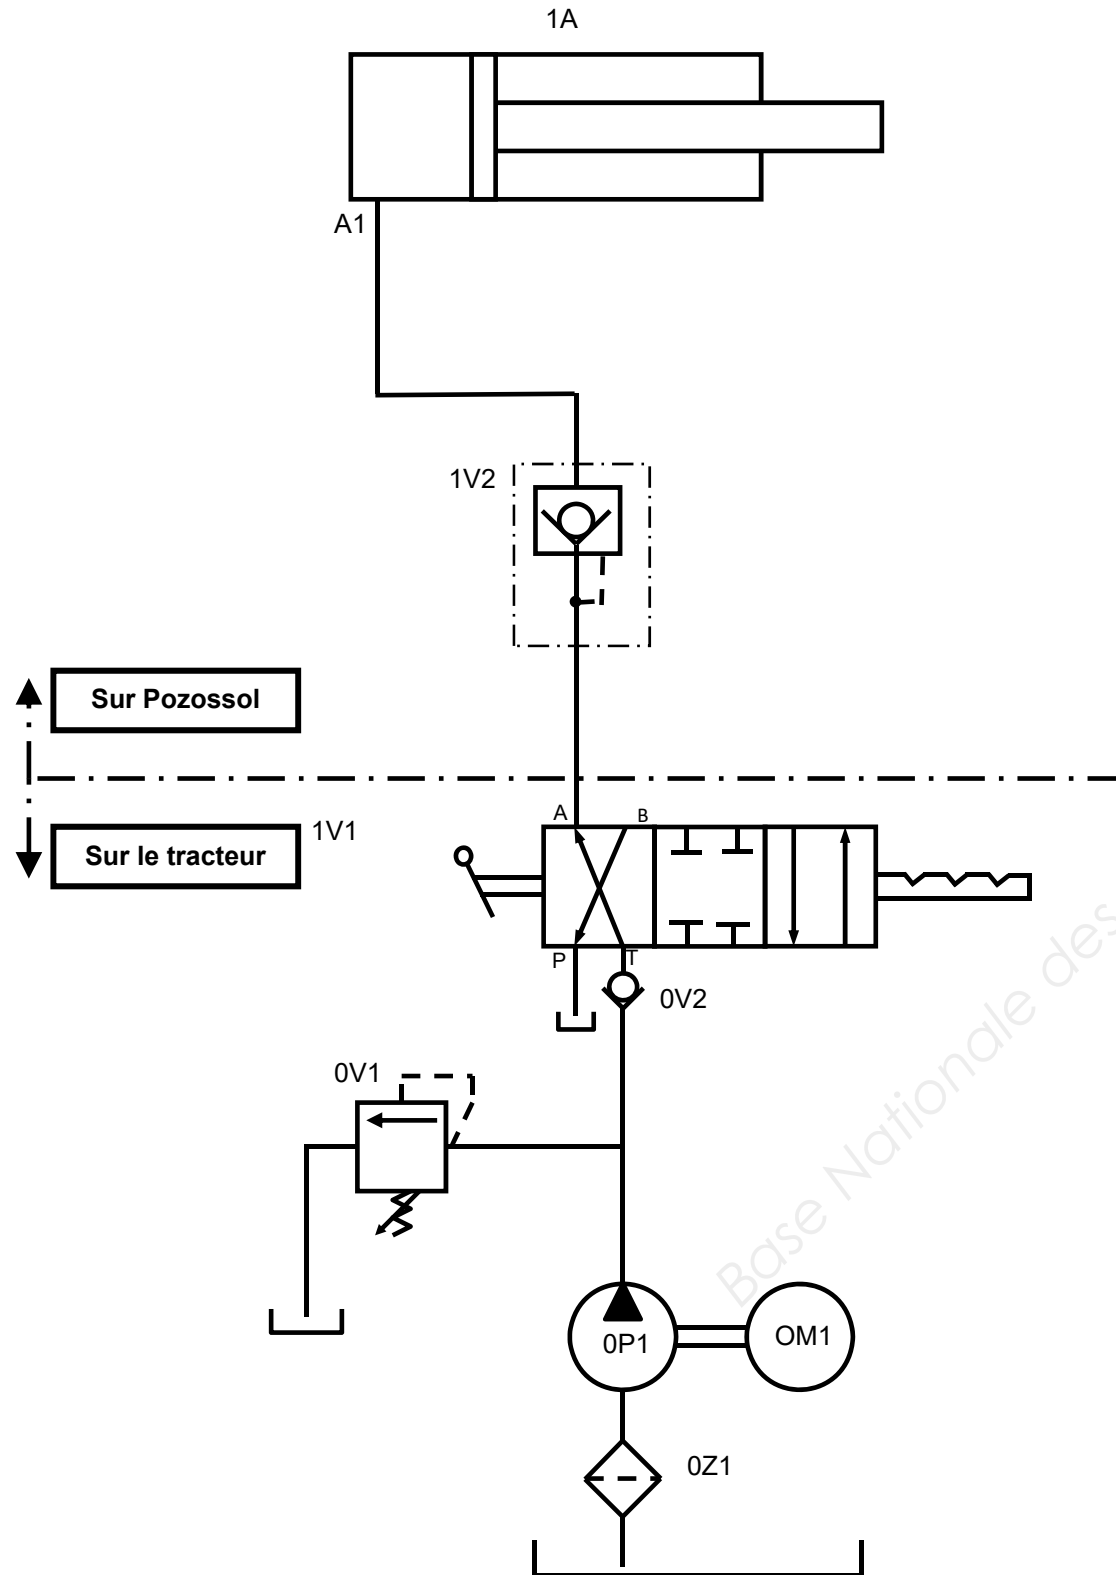 1A
A1
1V2
Sur Pozossol
1V1
Sur le tracteur
A
B
P
T
0V2
0V1
0P1
OM1
0Z1
Base Nationale des